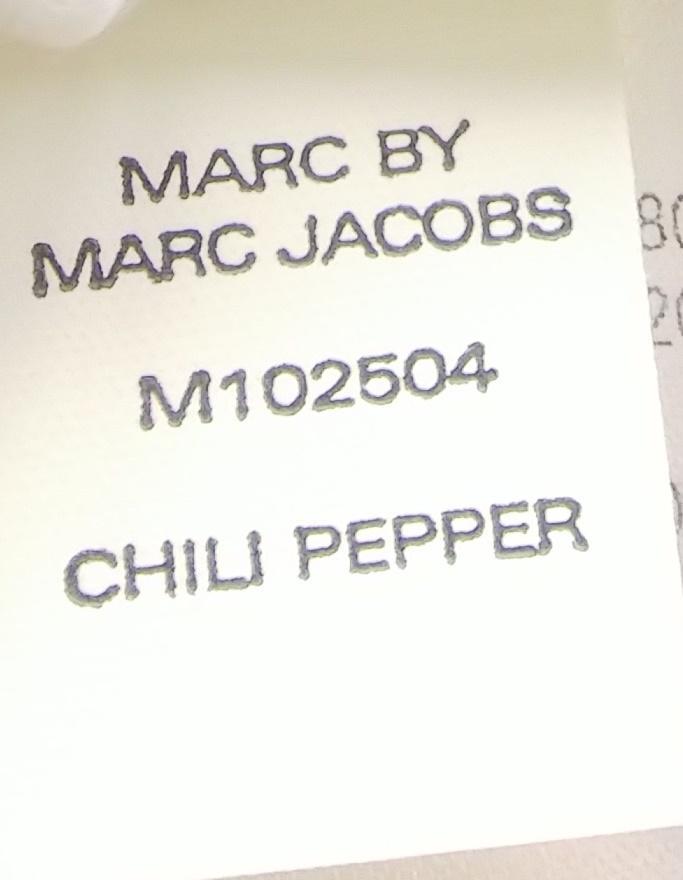 MARC BY
MARC JACOBS
M102504
CHILI PEPPER